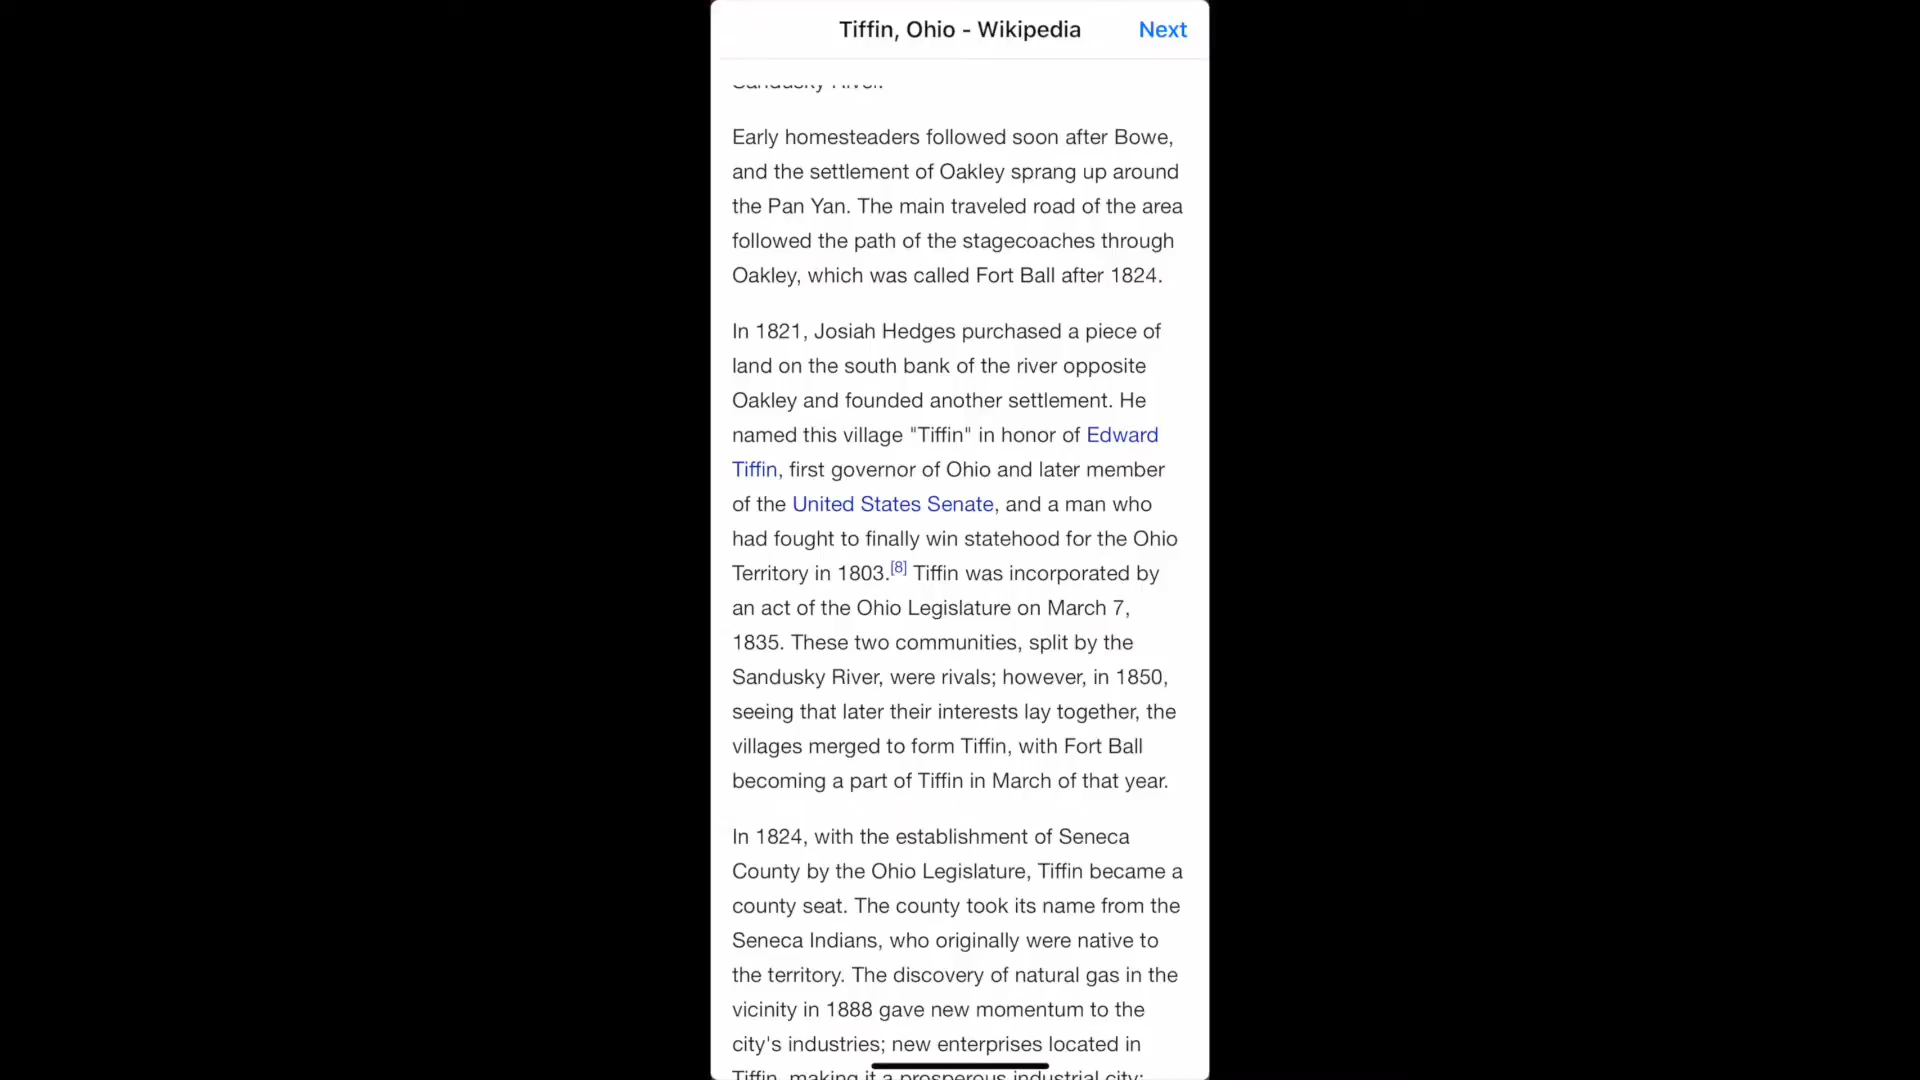 Tiffin, Ohio - Wikipedia
Next
Sandusky River.
Early homesteaders followed soon after Bowe,
and the settlement of Oakley sprang up around
the Pan Yan. The main traveled road of the area
followed the path of the stagecoaches through
Oakley, which was called Fort Ball after 1824.
In 1821, Josiah Hedges purchased a piece of
land on the south bank of the river opposite
Oakley and founded another settlement. He
named this village "Tiffin" in honor of Edward
Tiffin, first governor of Ohio and later member
of the United States Senate, and a man who
had fought to finally win statehood for the Ohio
Territory in 1803.[8] Tiffin was incorporated by
an act of the Ohio Legislature on March 7,
1835. These two communities, split by the
Sandusky River, were rivals; however, in 1850,
seeing that later their interests lay together, the
villages merged to form Tiffin, with Fort Ball
becoming a part of Tiffin in March of that year.
In 1824, with the establishment of Seneca
County by the Ohio Legislature, Tiffin became a
county seat. The county took its name from the
Seneca Indians, who originally were native to
the territory. The discovery of natural gas in the
vicinity in 1888 gave new momentum to the
city's industries; new enterprises located in
Tiffin, making it a prosperous industrial city;